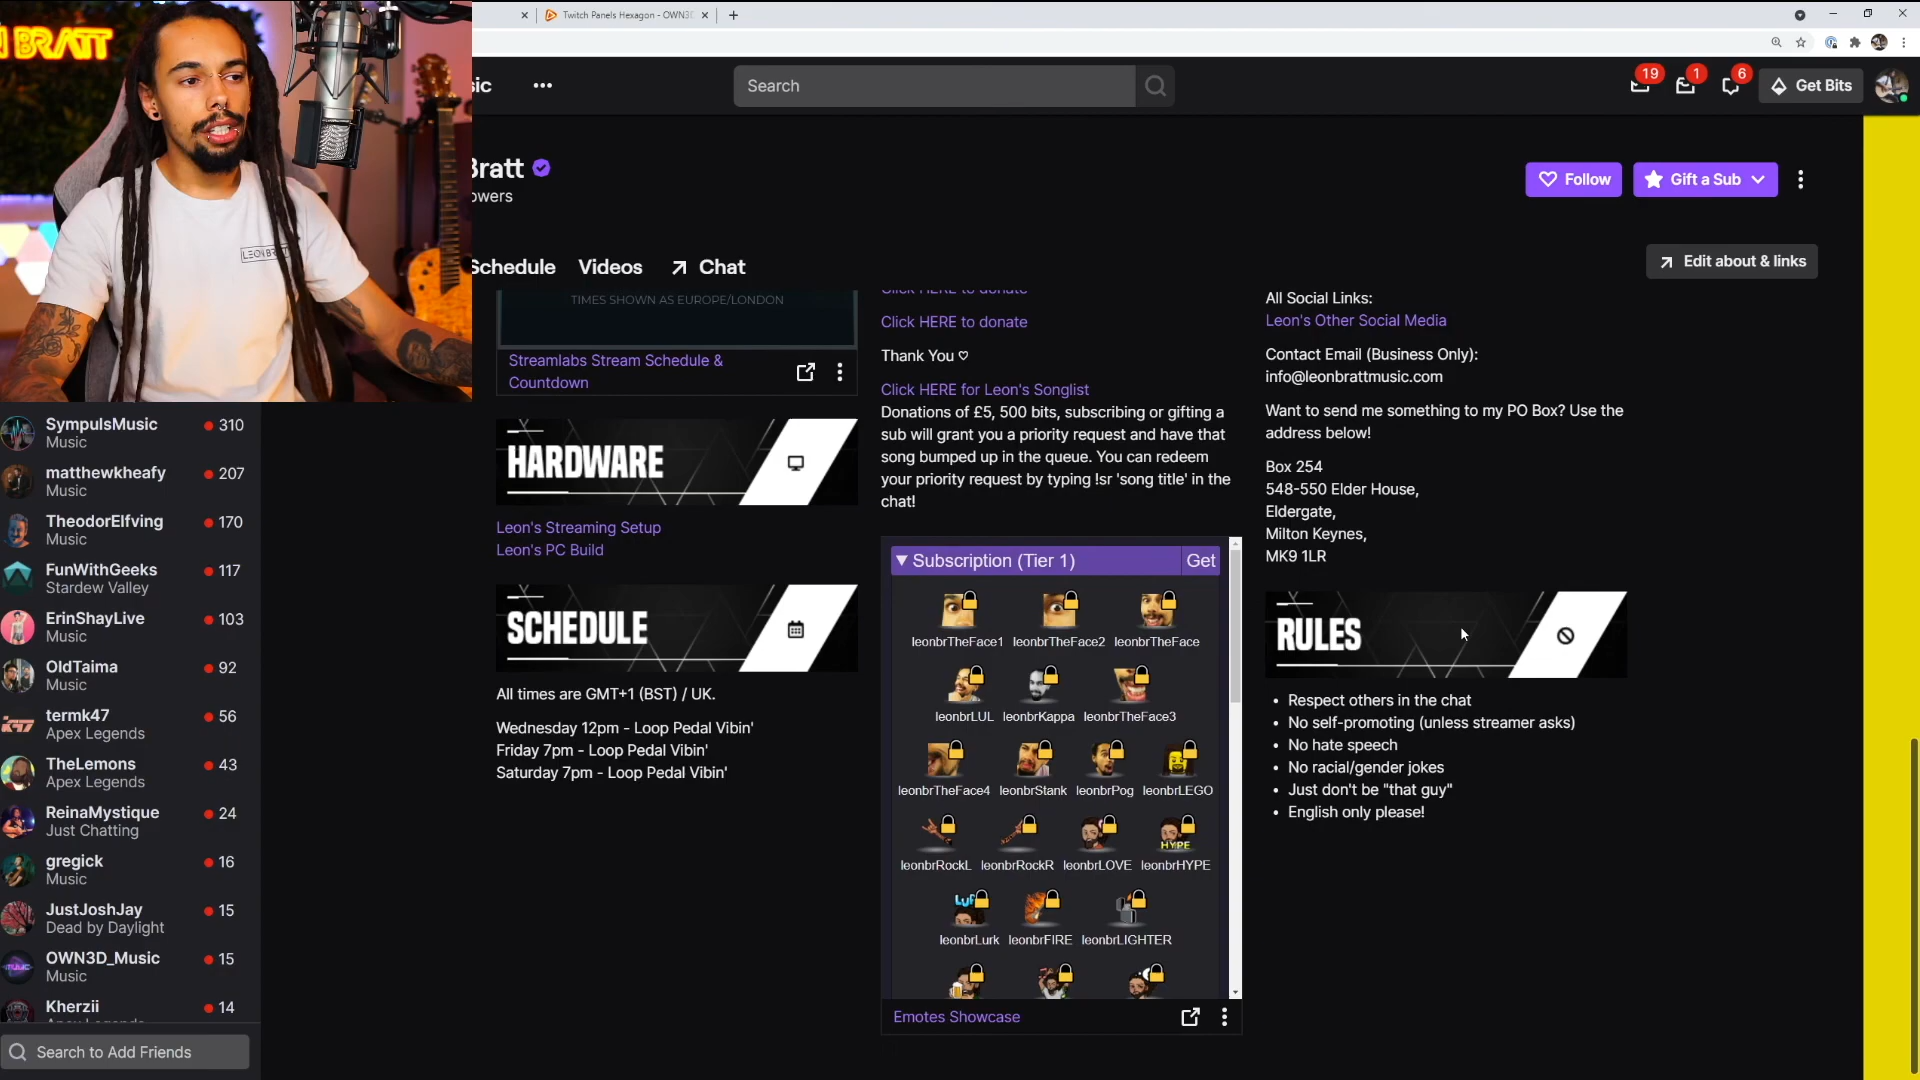 N BRATT
LEON BRATT
Twitch Panels Hexagon - OWN3D
sic
Search
19
1
6
Get Bits
Bratt
owers
Follow
Gift a Sub
Schedule
Videos
Chat
Edit about & links
TIMES SHOWN AS EUROPE/LONDON
Streamlabs Stream Schedule &
Countdown
HARDWARE
Leon's Streaming Setup
Leon's PC Build
SCHEDULE
All times are GMT+1 (BST) / UK.
Wednesday 12pm - Loop Pedal Vibin'
Friday 7pm - Loop Pedal Vibin'
Saturday 7pm - Loop Pedal Vibin'
Click HERE to donate
Click HERE to donate
Thank You ♡
Click HERE for Leon's Songlist
Donations of £5, 500 bits, subscribing or gifting a
sub will grant you a priority request and have that
song bumped up in the queue. You can redeem
your priority request by typing !sr 'song title' in the
chat!
Subscription (Tier 1)
Get
leonbrTheFace1 leonbrTheFace2 leonbrTheFace
leonbrLUL leonbrKappa leonbrTheFace3
leonbrTheFace4 leonbrStank leonbrPog leonbrLEGO
HYPE
leonbrRockL leonbrRockR leonbrLOVE leonbrHYPE
leonbrLurk leonbrFIRE leonbrLIGHTER
Emotes Showcase
All Social Links:
Leon's Other Social Media
Contact Email (Business Only):
info@leonbrattmusic.com
Want to send me something to my PO Box? Use the
address below!
Box 254
548-550 Elder House,
Eldergate,
Milton Keynes,
MK9 1LR
RULES
• Respect others in the chat
• No self-promoting (unless streamer asks)
• No hate speech
• No racial/gender jokes
• Just don't be "that guy"
• English only please!
SympulsMusic 310
Music
matthewkheafy 207
Music
TheodorElfving 170
Music
FunWithGeeks 117
Stardew Valley
ErinShayLive 103
Music
OldTaima 92
Music
termk47 56
Apex Legends
TheLemons 43
Apex Legends
ReinaMystique 24
Just Chatting
gregick 16
Music
JustJoshJay 15
Dead by Daylight
OWN3D_Music 15
Music
Kherzii 14
Apex Legends
Search to Add Friends